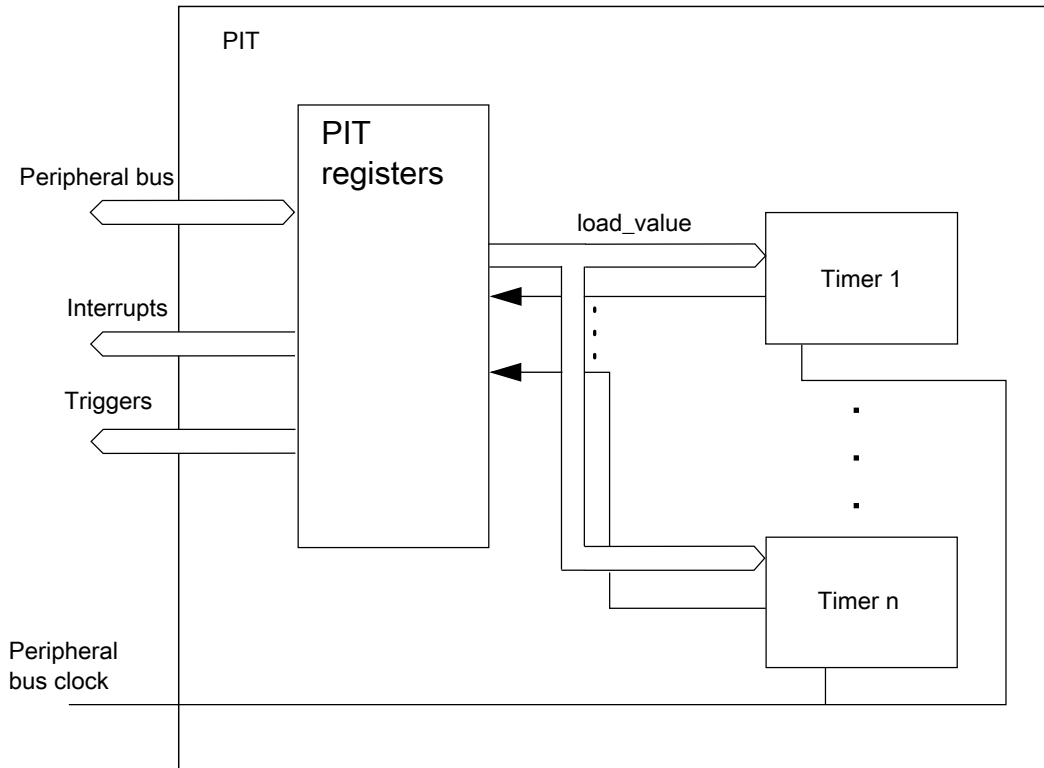 PIT
PIT
registers
Peripheral bus
load_value
Timer 1
Interrupts
Triggers
Timer n
Peripheral
bus clock